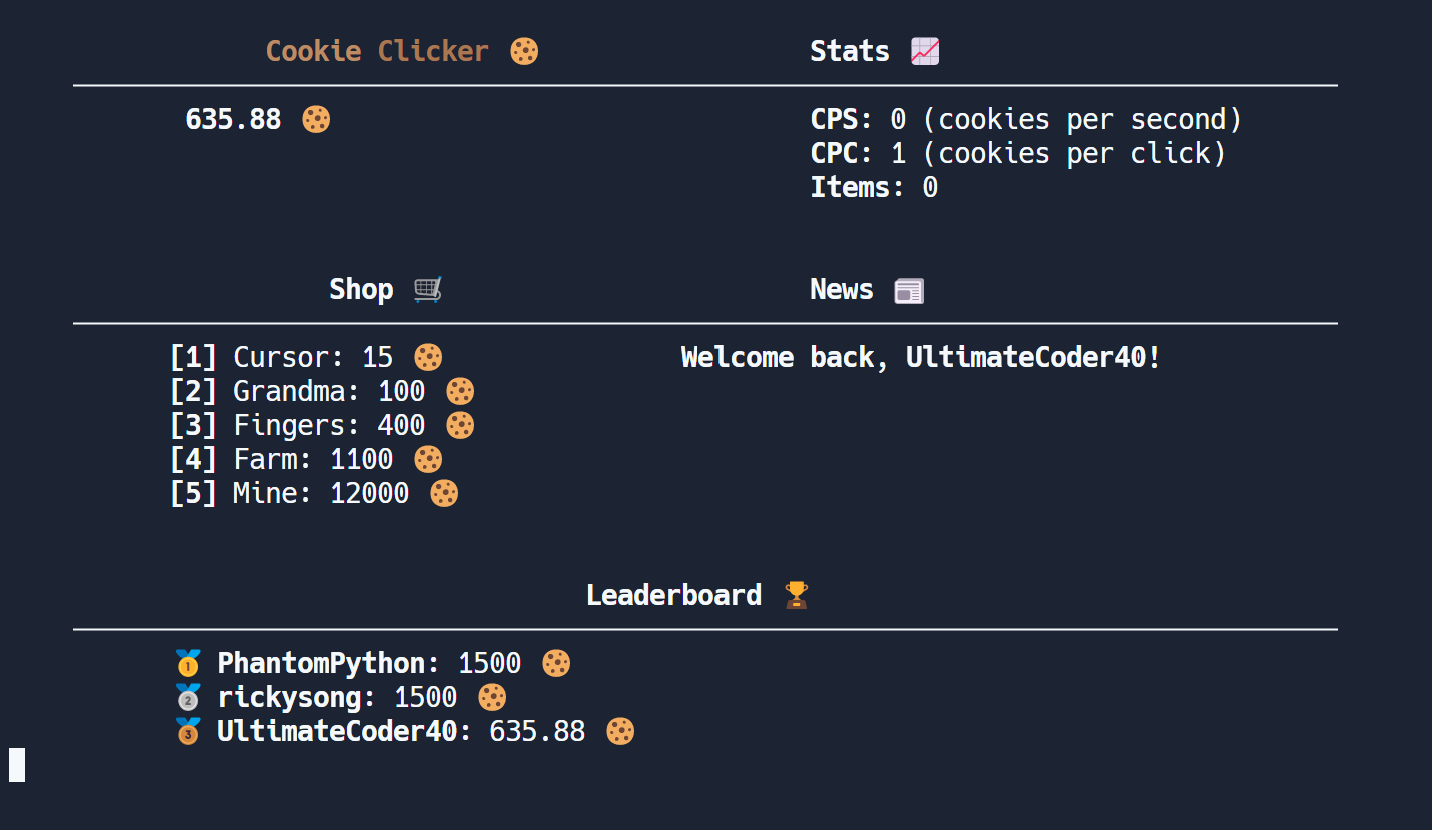 Cookie Clicker 🍪
Stats 📈
635.88 🍪
CPS: 0 (cookies per second)
CPC: 1 (cookies per click)
Items: 0
Shop 🛒
News 📰
[1] Cursor: 15 🍪
[2] Grandma: 100 🍪
[3] Fingers: 400 🍪
[4] Farm: 1100 🍪
[5] Mine: 12000 🍪
Welcome back, UltimateCoder40!
Leaderboard 🏆
🥇 PhantomPython: 1500 🍪
🥈 rickysong: 1500 🍪
🥉 UltimateCoder40: 635.88 🍪